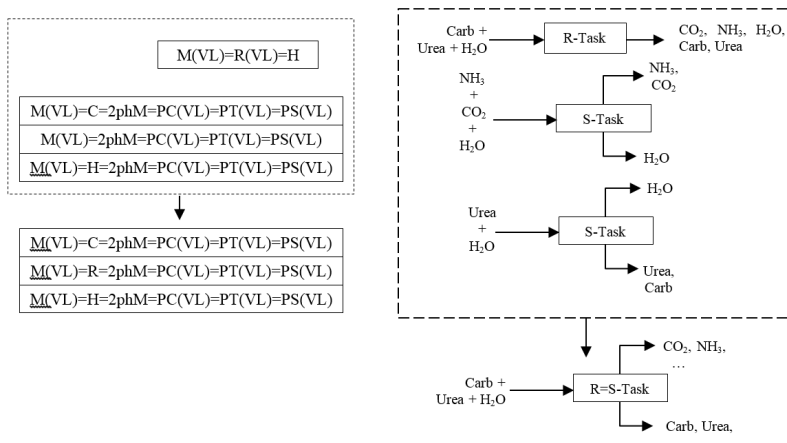 M(VL)=R(VL)=H
M(VL)=C=2phM=PC(VL)=PT(VL)=PS(VL)
M(VL)=2phM=PC(VL)=PT(VL)=PS(VL)
M(VL)=H=2phM=PC(VL)=PT(VL)=PS(VL)
M(VL)=C=2phM=PC(VL)=PT(VL)=PS(VL)
M(VL)=R=2phM=PC(VL)=PT(VL)=PS(VL)
M(VL)=H=2phM=PC(VL)=PT(VL)=PS(VL)
Carb +
Urea + H₂O
R-Task
CO₂, NH₃, H₂O,
Carb, Urea
NH₃
+
CO₂
+
H₂O
S-Task
NH₃,
CO₂
H₂O
Urea
+
H₂O
S-Task
H₂O
Urea,
Carb
Carb +
Urea + H₂O
R=S-Task
CO₂, NH₃,
...
Carb, Urea,